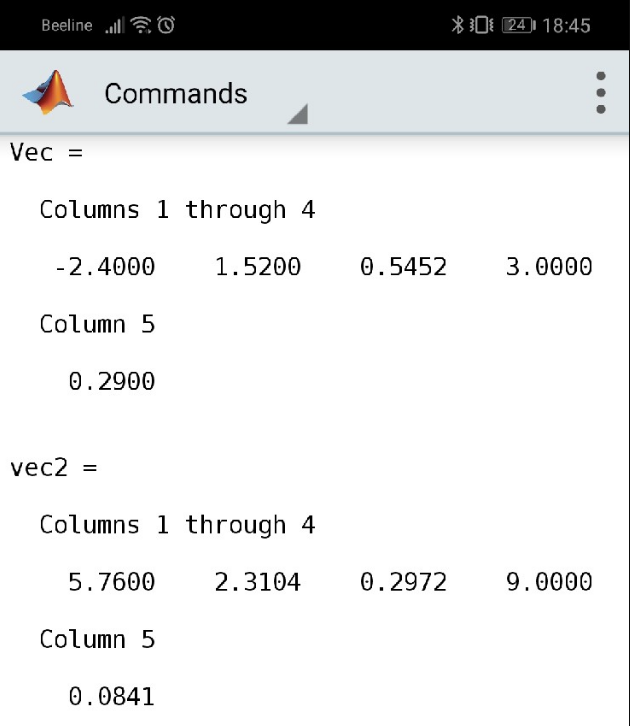 Beeline 24 18:45
Commands
Vec =
Columns 1 through 4
-2.4000 1.5200 0.5452 3.0000
Column 5
0.2900
vec2 =
Columns 1 through 4
5.7600 2.3104 0.2972 9.0000
Column 5
0.0841